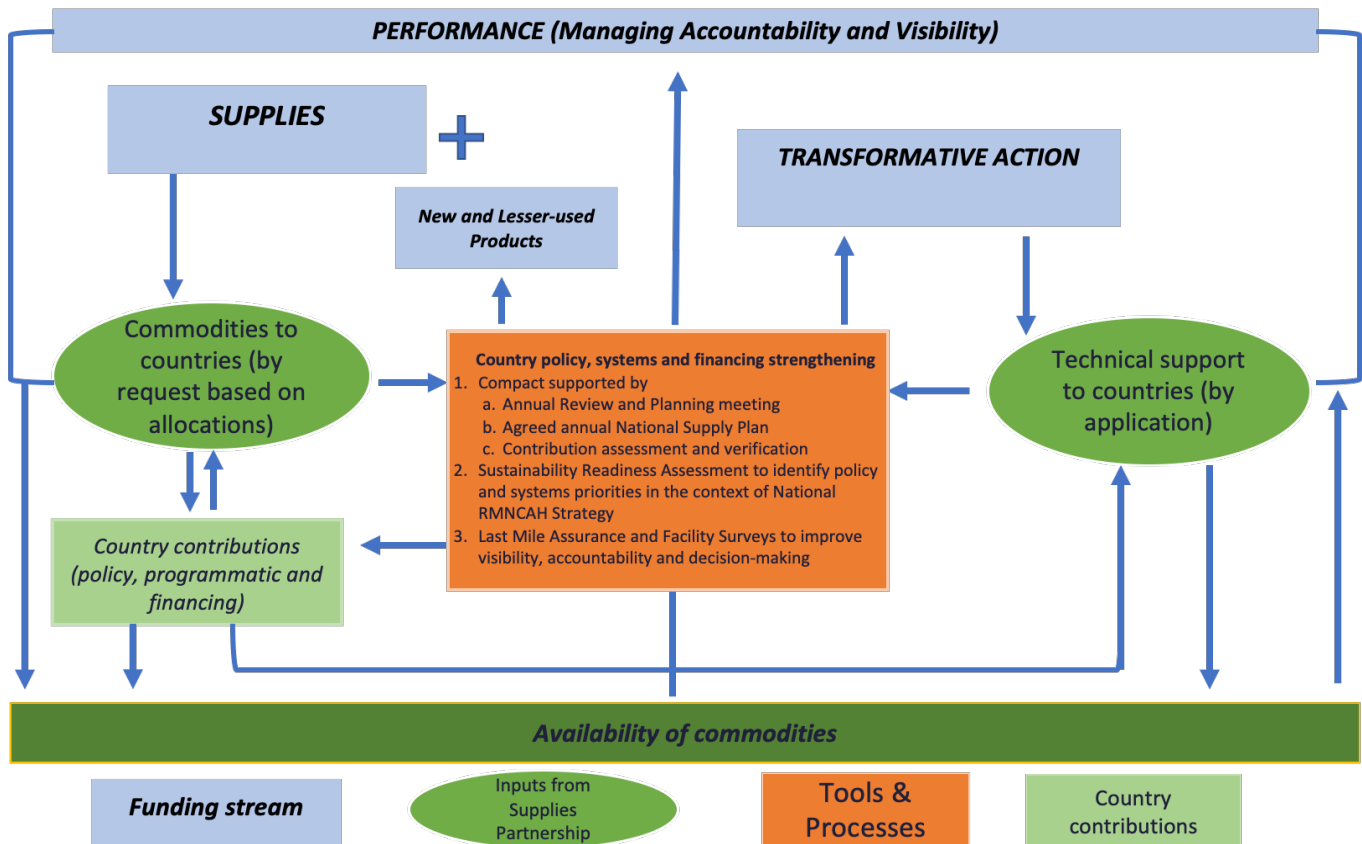 PERFORMANCE (Managing Accountability and Visibility)
SUPPLIES
TRANSFORMATIVE ACTION
New and Lesser-used
Products
Commodities to
countries (by
request based on
allocations)
Country policy, systems and financing strengthening
1. Compact supported by
a. Annual Review and Planning meeting
b. Agreed annual National Supply Plan
c. Contribution assessment and verification
2. Sustainability Readiness Assessment to identify policy
and systems priorities in the context of National
RMNCAH Strategy
3. Last Mile Assurance and Facility Surveys to improve
visibility, accountability and decision-making
Technical support
to countries (by
application)
Country contributions
(policy, programmatic and
financing)
Availability of commodities
Funding stream
Inputs from
Supplies
Partnership
Tools &
Processes
Country
contributions